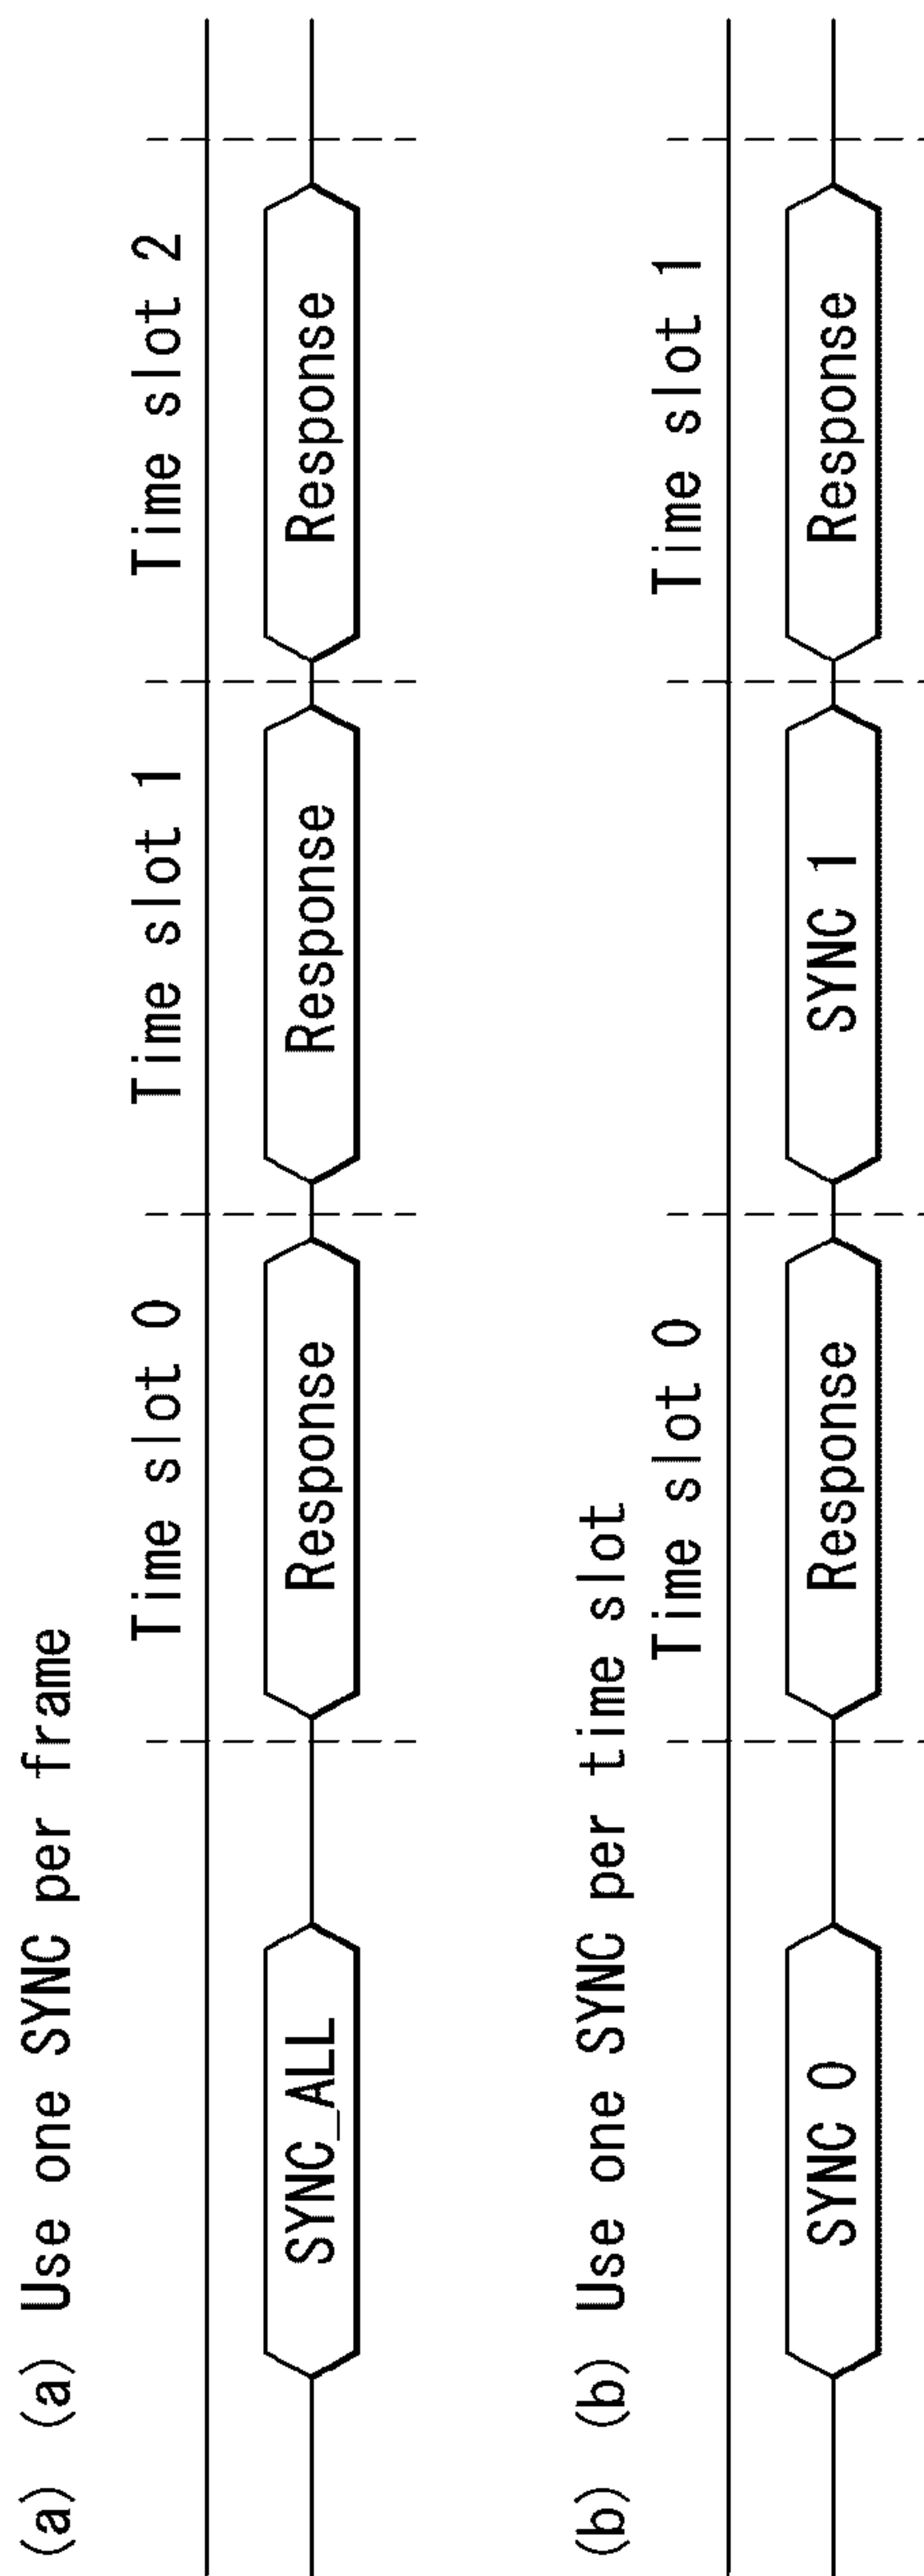 (a) (a) Use one SYNC per frame
Time slot 0 Time slot 1 Time slot 2
SYNC_ALL Response Response Response
(b) (b) Use one SYNC per time slot
Time slot 0 Time slot 1
SYNC 0 Response SYNC 1 Response